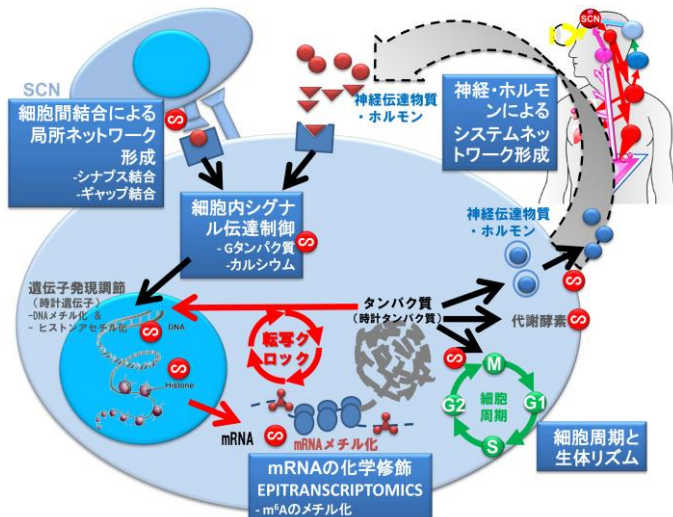 SCN
細胞間結合による
局所ネットワーク
形成
-シナプス結合
-ギャップ結合
神経伝達物質
・ホルモン
神経・ホルモ
ンによる
システムネッ
トワーク形成
SCN
細胞内シグナ
ル伝達制御
- Gタンパク質
-カルシウム
神経伝達物質
・ホルモン
遺伝子発現調節
(時計遺伝子)
-DNAメチル化 &
- ヒストンアセチル化
DNA
Histone
転写ク
ロック
タンパク質
(時計タンパク質)
代謝酵素
M
G1
S
G2
細胞
周期
mRNA
mRNAメチル化
mRNAの化学修飾
EPITRANSCRIPTOMICS
- m⁶Aのメチル化
細胞周期と
生体リズム